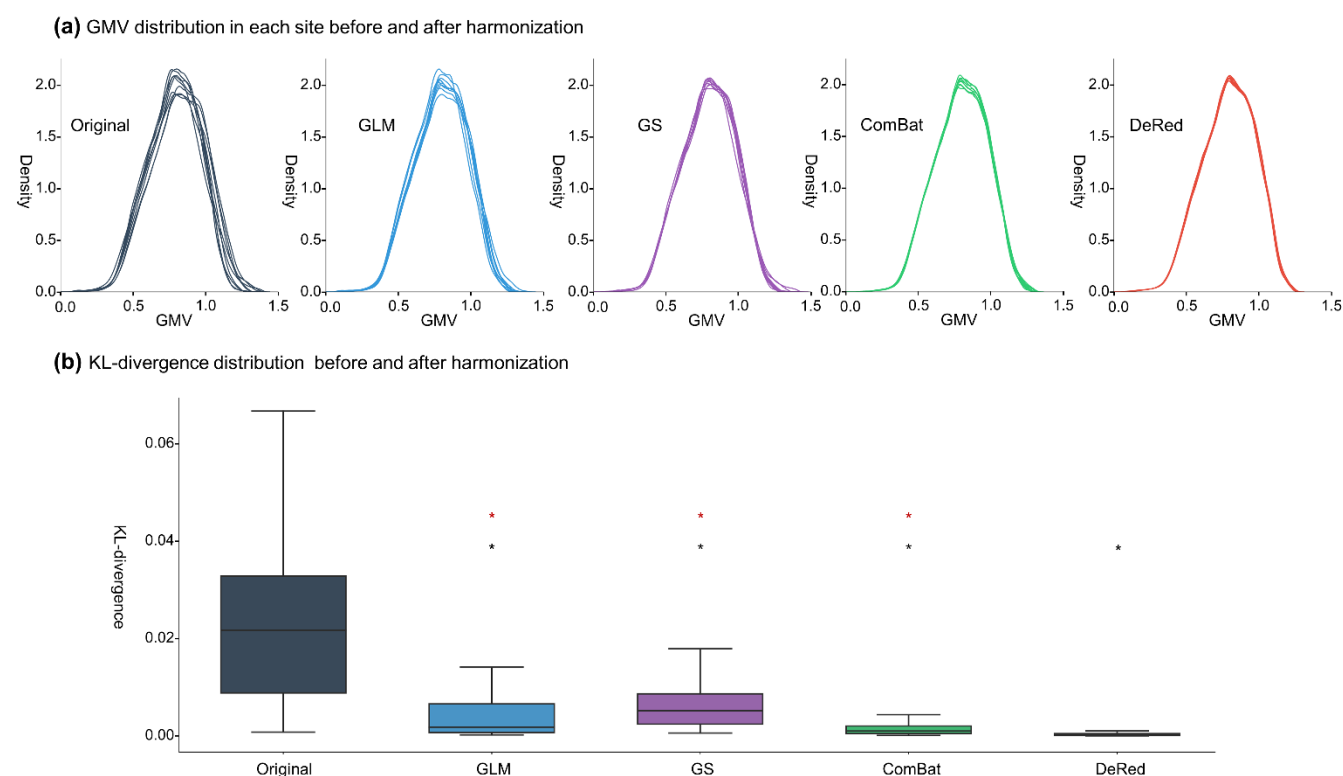 (a) GMV distribution in each site before and after harmonization
Original
GLM
GS
ComBat
DeRed
Density
2.0
1.5
1.0
0.5
0.0
0.0 0.5 1.0 1.5
GMV
Density
2.0
1.5
1.0
0.5
0.0
0.0 0.5 1.0 1.5
GMV
Density
2.0
1.5
1.0
0.5
0.0
0.0 0.5 1.0 1.5
GMV
Density
2.0
1.5
1.0
0.5
0.0
0.0 0.5 1.0 1.5
GMV
Density
2.0
1.5
1.0
0.5
0.0
0.0 0.5 1.0 1.5
GMV
(b) KL-divergence distribution before and after harmonization
KL-divergence
0.06
0.04
0.02
0.00
* * *
* * * *
Original GLM GS ComBat DeRed